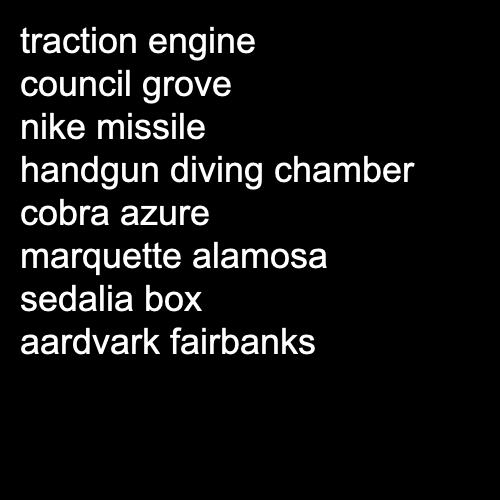 traction engine
council grove
nike missile
handgun diving chamber
cobra azure
marquette alamosa
sedalia box
aardvark fairbanks